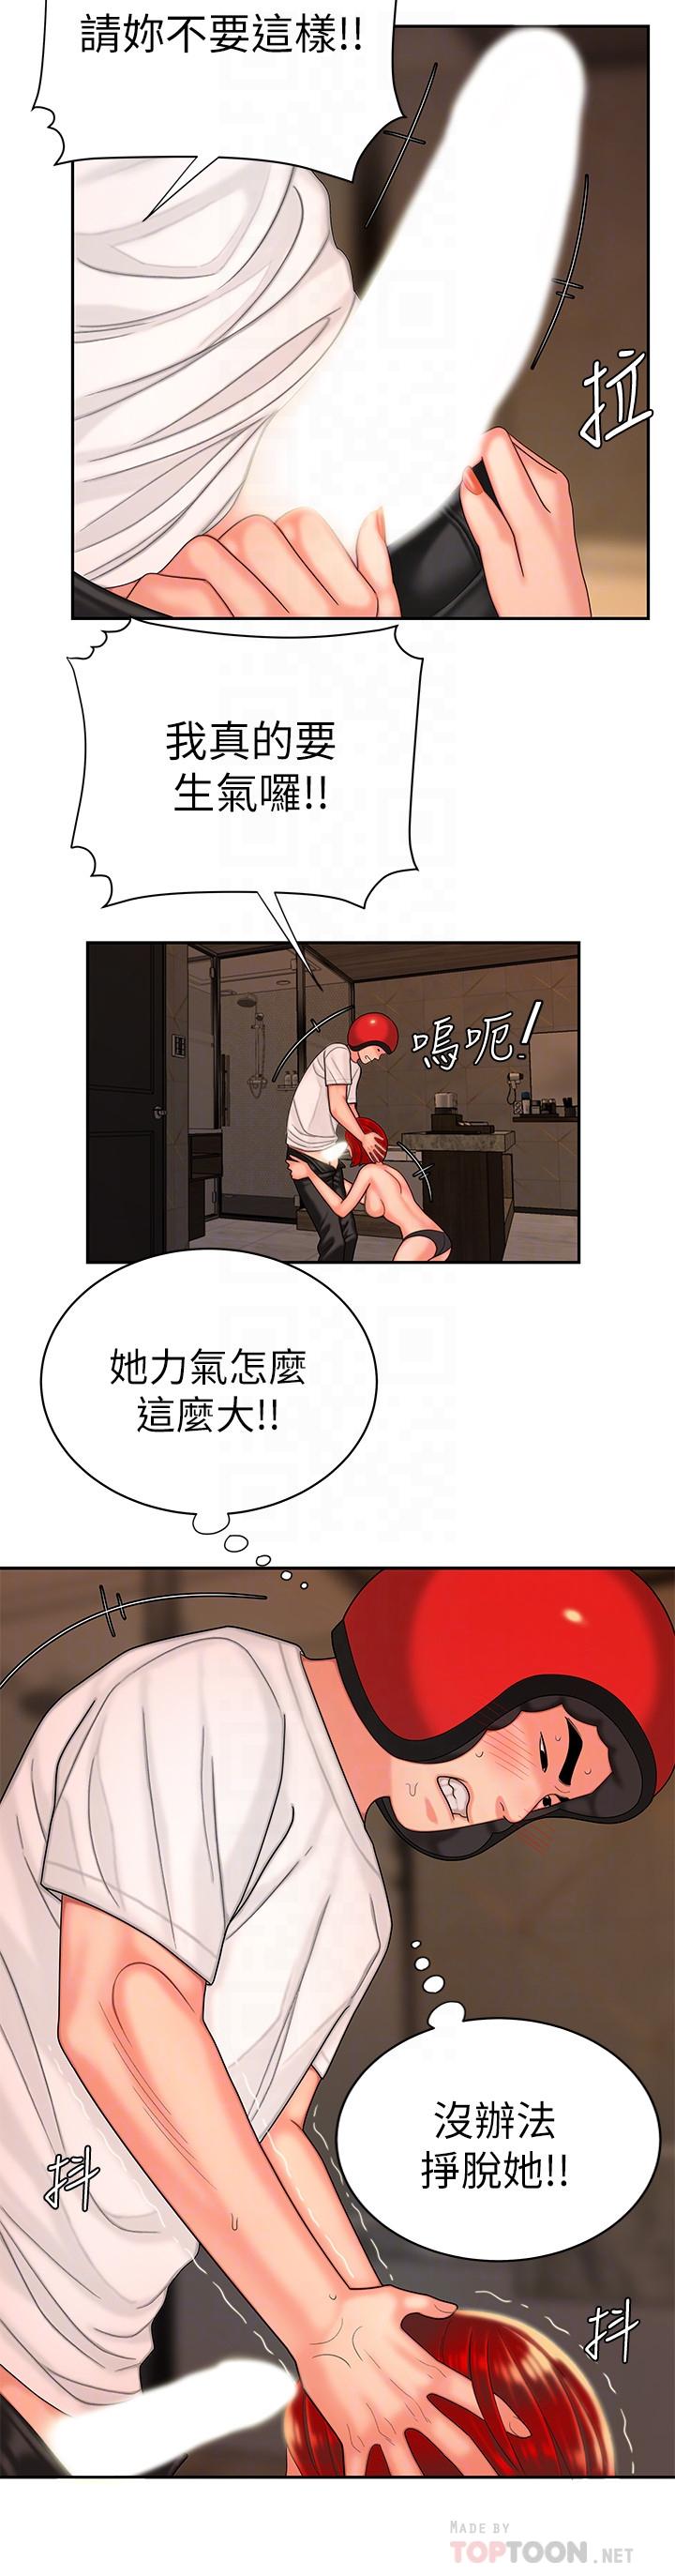 請妳不要這樣!!
拉
我真的要
生氣囉!!
嗚呃!
她力氣怎麼
這麼大!!
沒辦法
掙脫她!!
抖
抖
MADE BY
TOPTOON.NET